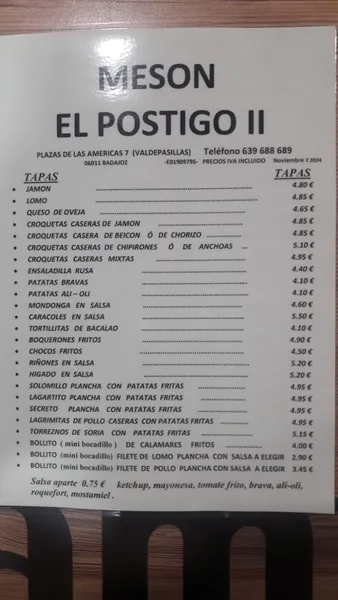 MESON
EL POSTIGO II
PLAZAS DE LAS AMERICAS 7 (VALDEPASILLAS) Teléfono 639 688 689
06011 BADAJOZ -E01909795- PRECIOS IVA INCLUIDO Noviembre 2 2024
TAPAS TAPAS
• JAMON ........ 4.80 €
• LOMO ........ 4.85 €
• QUESO DE OVEJA ........ 4.65 €
• CROQUETAS CASERAS DE JAMON ........ 4.85 €
• CROQUETAS CASERA DE BEICON Ó DE CHORIZO ........ 4.85 €
• CROQUETAS CASERAS DE CHIPIRONES Ó DE ANCHOAS ... 5.10 €
• CROQUETAS CASERAS MIXTAS ........ 4.95 €
• ENSALADILLA RUSA ........ 4.40 €
• PATATAS BRAVAS ........ 4.10 €
• PATATAS ALI – OLI ........ 4.10 €
• MONDONGA EN SALSA ........ 4.60 €
• CARACOLES EN SALSA ........ 5.50 €
• TORTILLITAS DE BACALAO ........ 4.10 €
• BOQUERONES FRITOS ........ 4.90 €
• CHOCOS FRITOS ........ 4.50 €
• RIÑONES EN SALSA ........ 5.20 €
• HIGADO EN SALSA ........ 5.20 €
• SOLOMILLO PLANCHA CON PATATAS FRITAS ........ 4.95 €
• LAGARTITO PLANCHA CON PATATAS FRITAS ........ 4.95 €
• SECRETO PLANCHA CON PATATAS FRITAS ........ 4.95 €
• LAGRIMITAS DE POLLO CASERAS CON PATATAS FRITAS ........ 4.95 €
• TORREZNOS DE SORIA CON PATATAS FRITAS ........ 5.15 €
• BOLLITO ( mini bocadillo ) DE CALAMARES FRITOS ........ 4.00 €
• BOLLITO (mini bocadillo) FILETE DE LOMO PLANCHA CON SALSA A ELEGIR 2.90 €
• BOLLITO (mini bocadillo) FILETE DE POLLO PLANCHA CON SALSA A ELEGIR 3.45 €
Salsa aparte 0.75 € ketchup, mayonesa, tomate frito, brava, ali-oli,
roquefort, mostamiel .